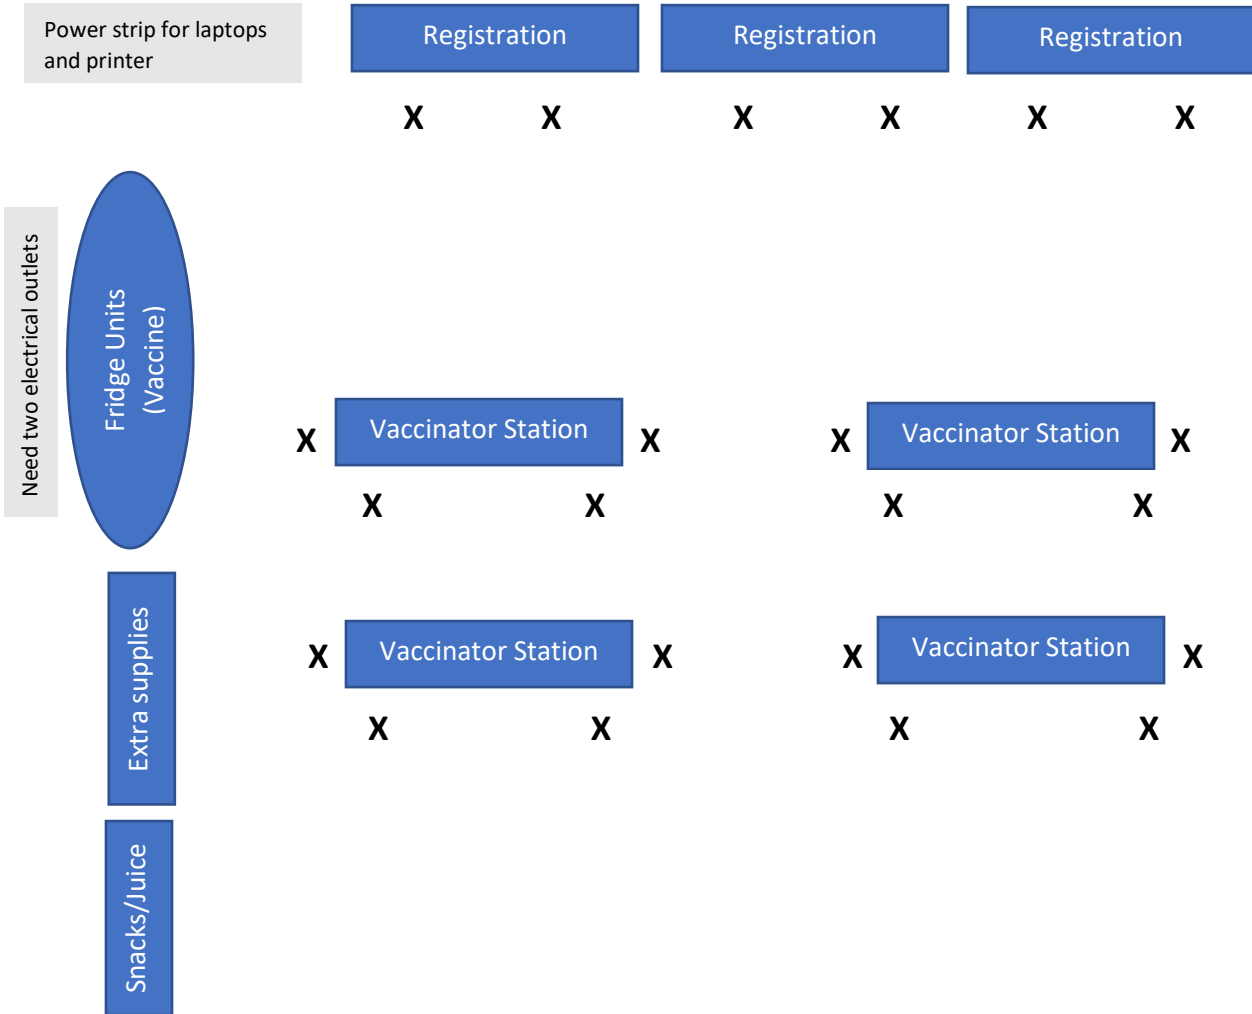 Power strip for laptops
and printer
Registration
Registration
Registration
X X X X X X
Need two electrical outlets
Fridge Units
(Vaccine)
X Vaccinator Station X X Vaccinator Station X
X X X X
Extra supplies
X Vaccinator Station X X Vaccinator Station X
X X X X
Snacks/Juice